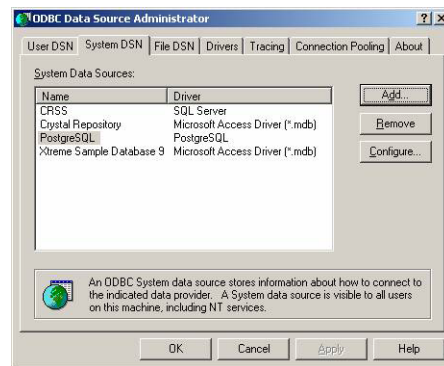 ODBC Data Source Administrator
User DSN System DSN File DSN Drivers Tracing Connection Pooling About
System Data Sources:
Name Driver
CRSS SQL Server
Crystal Repository Microsoft Access Driver (*.mdb)
PostgreSQL PostgreSQL
Xtreme Sample Database 9 Microsoft Access Driver (*.mdb)
Add...
Remove
Configure...
An ODBC System data source stores information about how to connect to
the indicated data provider. A System data source is visible to all users
on this machine, including NT services.
OK Cancel Apply Help